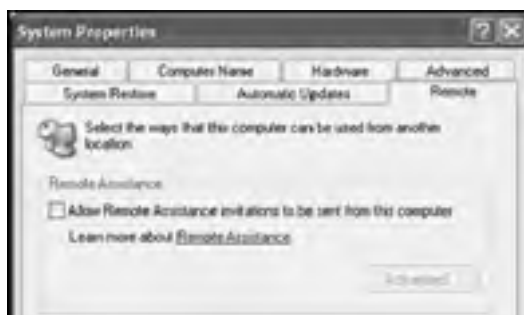 System Properties
General Computer Name Hardware Advanced
System Restore Automatic Updates Remote
Select the ways that this computer can be used from another
location
Remote Assistance
Allow Remote Assistance invitations to be sent from this computer
Learn more about Remote Assistance
Advanced